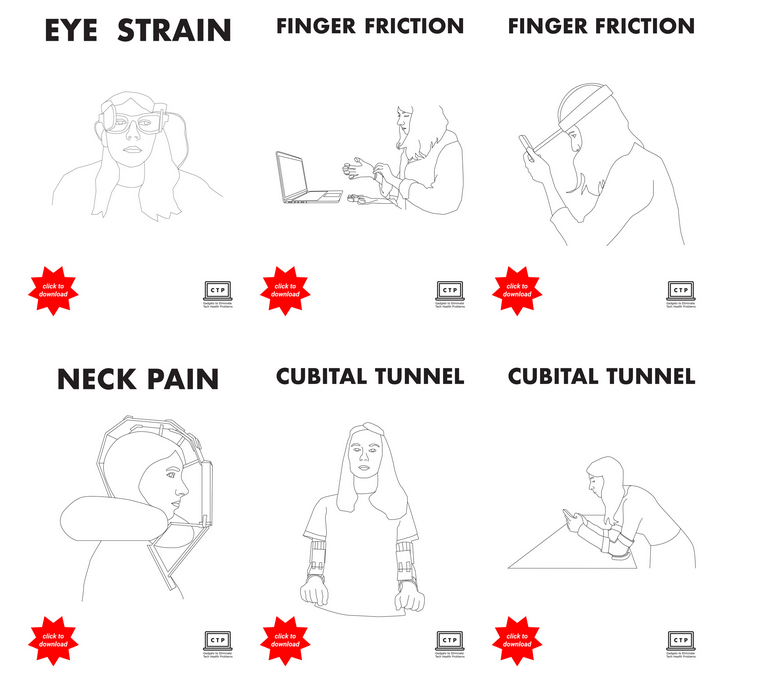 EYE STRAIN
FINGER FRICTION
FINGER FRICTION
click to
download
CTP
Gadgets to Eliminate
Tech Health Problems
click to
download
CTP
Gadgets to Eliminate
Tech Health Problems
click to
download
CTP
Gadgets to Eliminate
Tech Health Problems
NECK PAIN
CUBITAL TUNNEL
CUBITAL TUNNEL
click to
download
CTP
Gadgets to Eliminate
Tech Health Problems
click to
download
CTP
Gadgets to Eliminate
Tech Health Problems
click to
download
CTP
Gadgets to Eliminate
Tech Health Problems